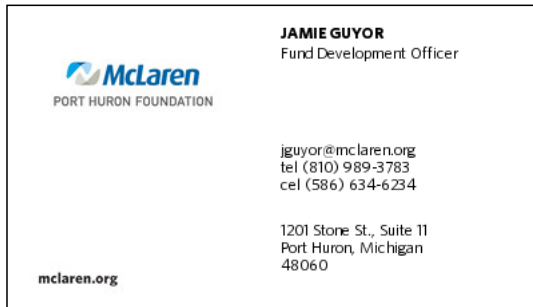 McLaren
PORT HURON FOUNDATION
mclaren.org
JAMIE GUYOR
Fund Development Officer
jguyor@mclaren.org
tel (810) 989-3783
cel (586) 634-6234
1201 Stone St., Suite 11
Port Huron, Michigan
48060